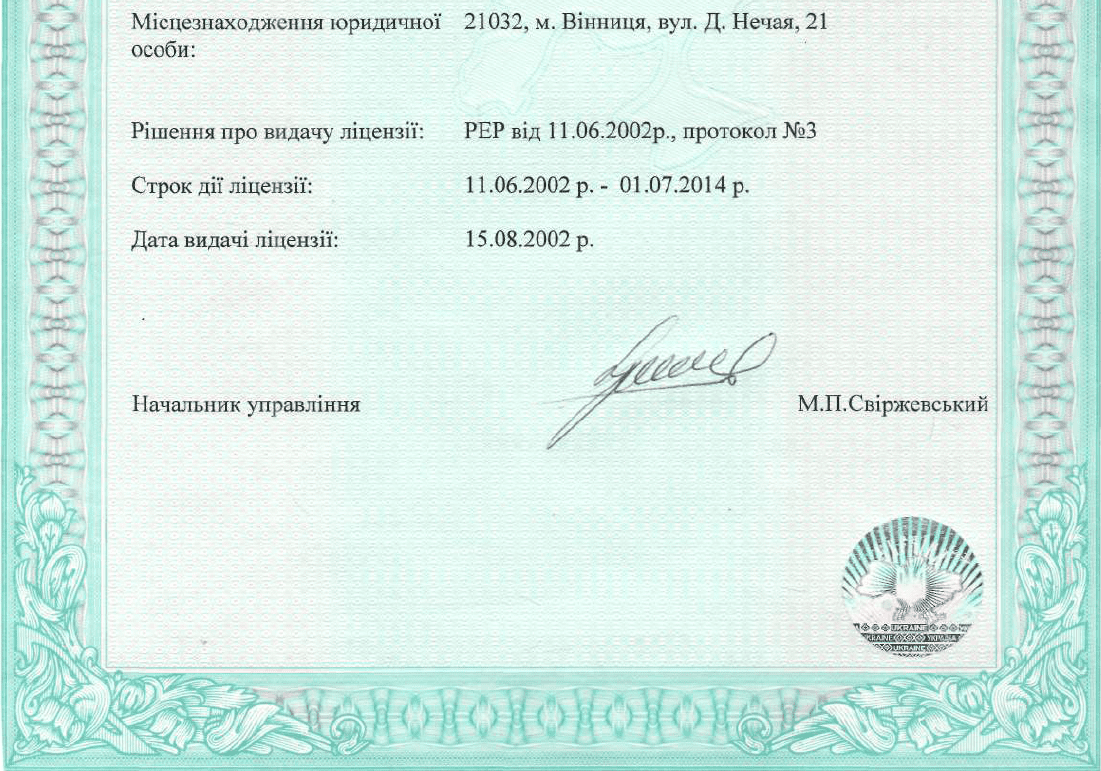 Місцезнаходження юридичної 21032, м. Вінниця, вул. Д. Нечая, 21
особи:
Рішення про видачу ліцензії: РЕР від 11.06.2002р., протокол №3
Строк дії ліцензії: 11.06.2002 р. - 01.07.2014 р.
Дата видачі ліцензії: 15.08.2002 р.
Начальник управління М.П.Свіржевський
UKRAINE
KRAINE УКРАЇНА
UKRAINE